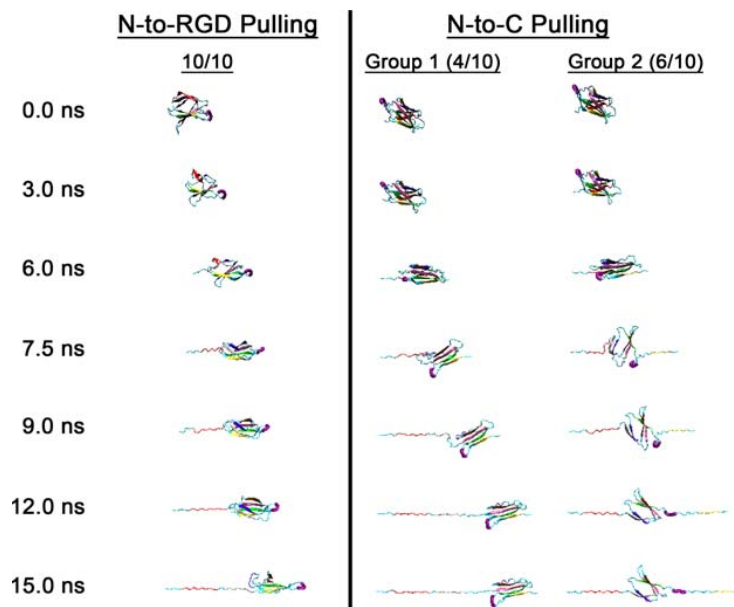 N-to-RGD Pulling
N-to-C Pulling
10/10
Group 1 (4/10)
Group 2 (6/10)
0.0 ns
3.0 ns
6.0 ns
7.5 ns
9.0 ns
12.0 ns
15.0 ns